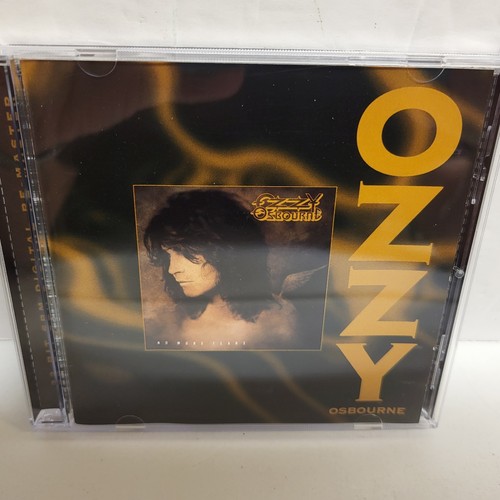 OZZY
OSBOURNE
OZZY
OSBOURNE
NO MORE TEARS
DIGITAL RE-MASTER